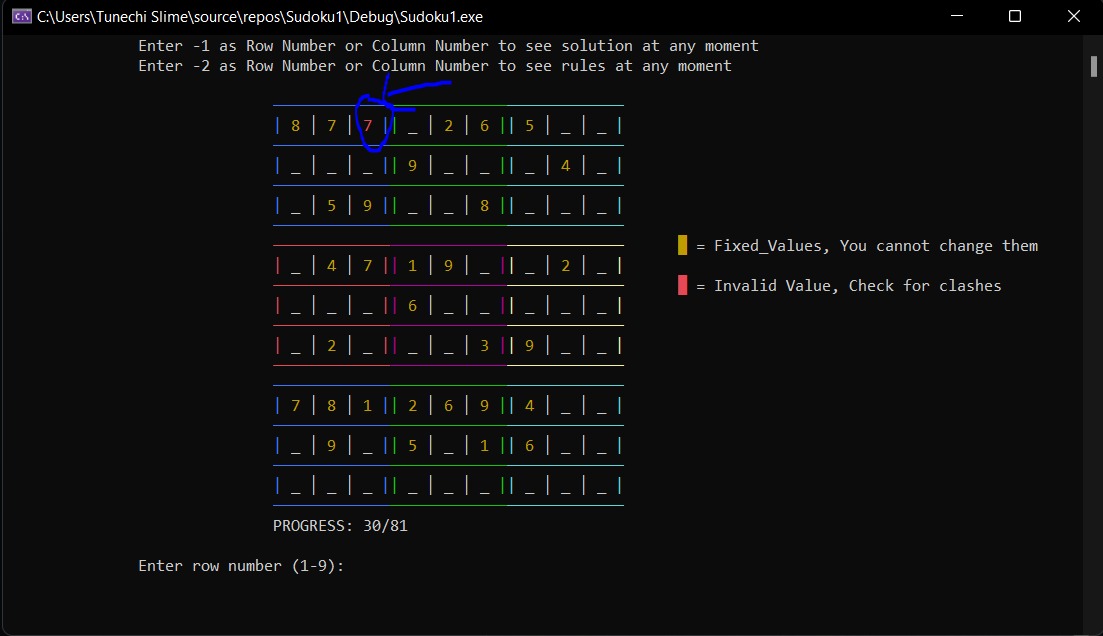 C:\Users\Tunechi Slime\source\repos\Sudoku1\Debug\Sudoku1.exe
Enter -1 as Row Number or Column Number to see solution at any moment
Enter -2 as Row Number or Column Number to see rules at any moment
| 8 | 7 | 7 || _ | 2 | 6 || 5 | _ | _ |
| _ | _ | _ || 9 | _ | _ || _ | 4 | _ |
| _ | 5 | 9 || _ | _ | 8 || _ | _ | _ |
= Fixed_Values, You cannot change them
| _ | 4 | 7 || 1 | 9 | _ || _ | 2 | _ |
= Invalid Value, Check for clashes
| _ | _ | _ || 6 | _ | _ || _ | _ | _ |
| _ | 2 | _ || _ | _ | 3 || 9 | _ | _ |
| 7 | 8 | 1 || 2 | 6 | 9 || 4 | _ | _ |
| _ | 9 | _ || 5 | _ | 1 || 6 | _ | _ |
| _ | _ | _ || _ | _ | _ || _ | _ | _ |
PROGRESS: 30/81
Enter row number (1-9):